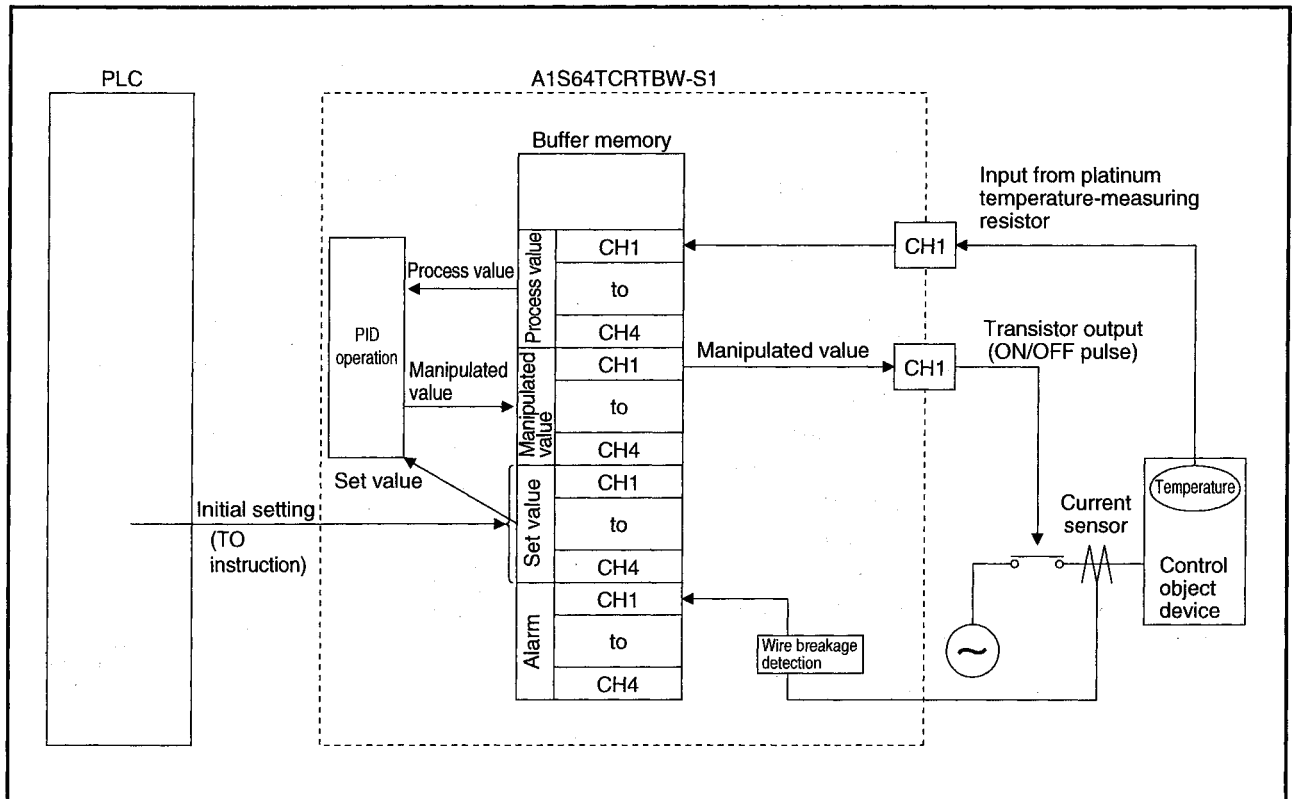 PLC
A1S64TCRTBW-S1
Buffer memory
Input from platinum
temperature-measuring
resistor
Process value
CH1
to
CH4
CH1
Process value
PID
operation
Manipulated
value
Manipulated
value
CH1
to
CH4
Manipulated value
CH1
Transistor output
(ON/OFF pulse)
Set value
Set value
CH1
to
CH4
Initial setting
(TO
instruction)
Current
sensor
Temperature
Control
object
device
Alarm
CH1
to
CH4
Wire breakage
detection
~